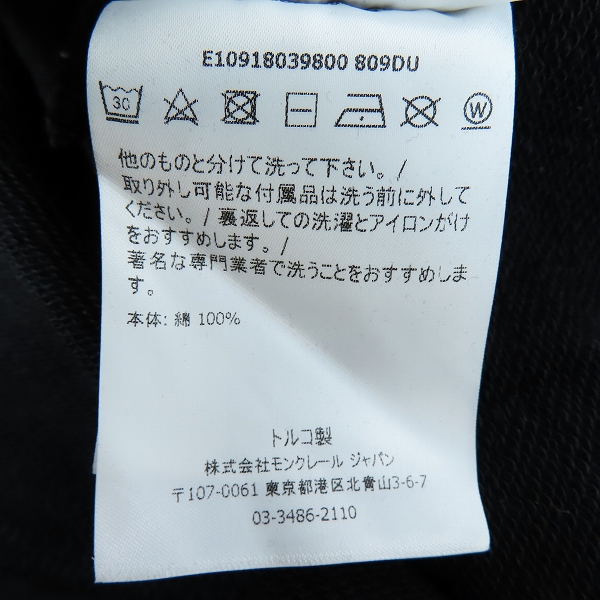 E10918039800 809DU
30 W
他のものと分けて洗って下さい。/
取り外し可能な付属品は洗う前に外して
ください。/ 裏返しての洗濯とアイロンがけ
をおすすめします。/
著名な専門業者で洗うことをおすすめしま
す。
本体: 綿 100%
トルコ製
株式会社モンクレール ジャパン
〒107-0061 東京都港区北青山3-6-7
03-3486-2110